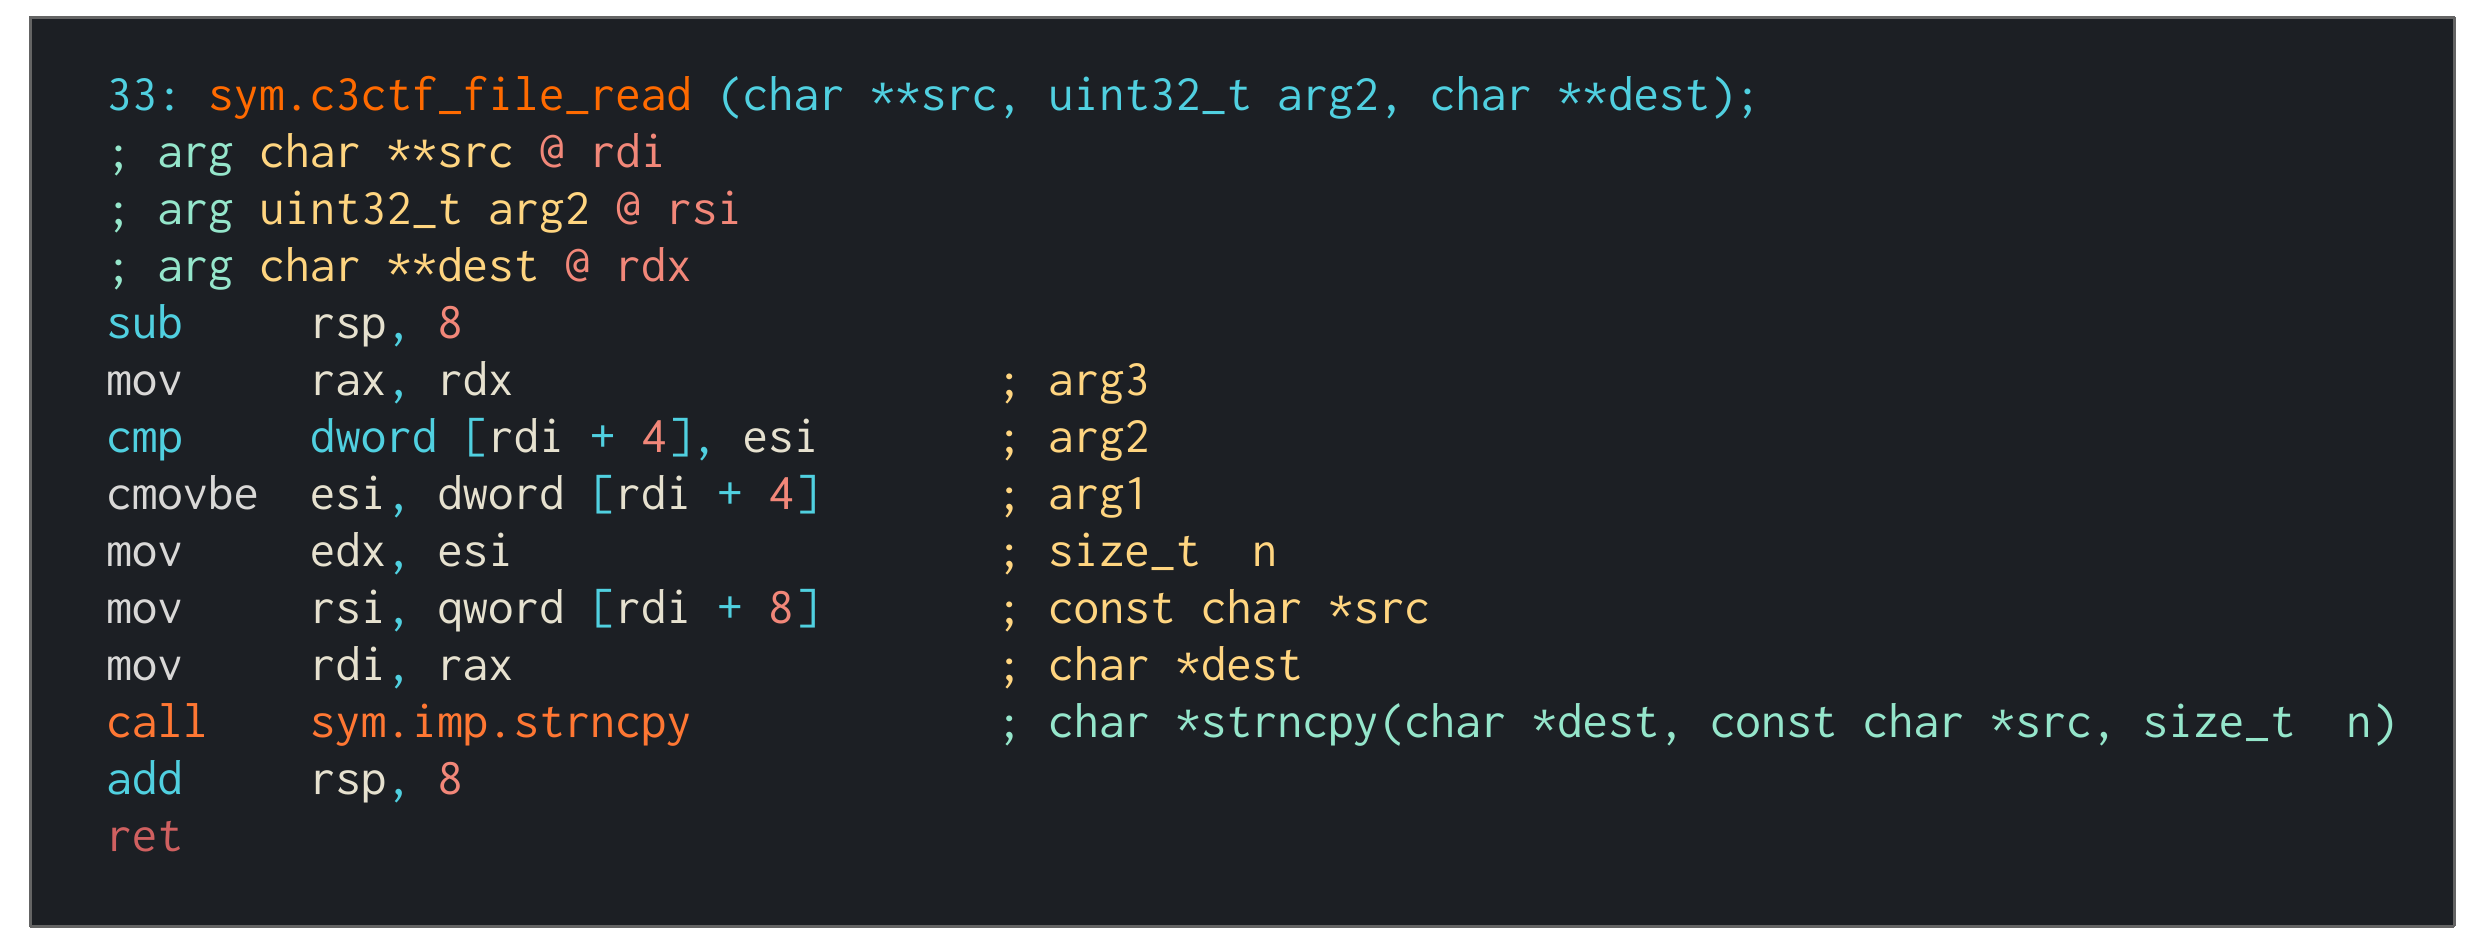 33: sym.c3ctf_file_read (char **src, uint32_t arg2, char **dest);
; arg char **src @ rdi
; arg uint32_t arg2 @ rsi
; arg char **dest @ rdx
sub     rsp, 8
mov     rax, rdx                   ; arg3
cmp     dword [rdi + 4], esi       ; arg2
cmovbe  esi, dword [rdi + 4]       ; arg1
mov     edx, esi                   ; size_t  n
mov     rsi, qword [rdi + 8]       ; const char *src
mov     rdi, rax                   ; char *dest
call    sym.imp.strncpy            ; char *strncpy(char *dest, const char *src, size_t  n)
add     rsp, 8
ret